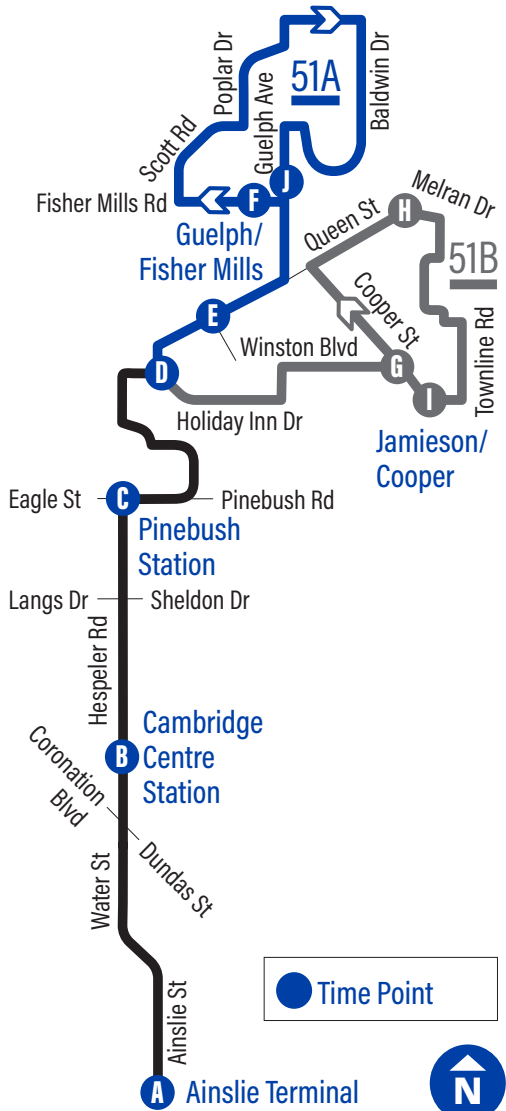 Poplar Dr
51A
Baldwin Dr
Guelph Ave
Scott Rd
J
Fisher Mills Rd
F
Guelph/
Fisher Mills
Queen St
H
Melran Dr
51B
Cooper St
Townline Rd
E
Winston Blvd
D
G
I
Holiday Inn Dr
Jamieson/
Cooper
Eagle St
C
Pinebush Rd
Pinebush
Station
Langs Dr
Sheldon Dr
Hespeler Rd
B
Cambridge
Centre
Station
Coronation
Blvd
Dundas St
Water St
Ainslie St
Time Point
A
Ainslie Terminal
N